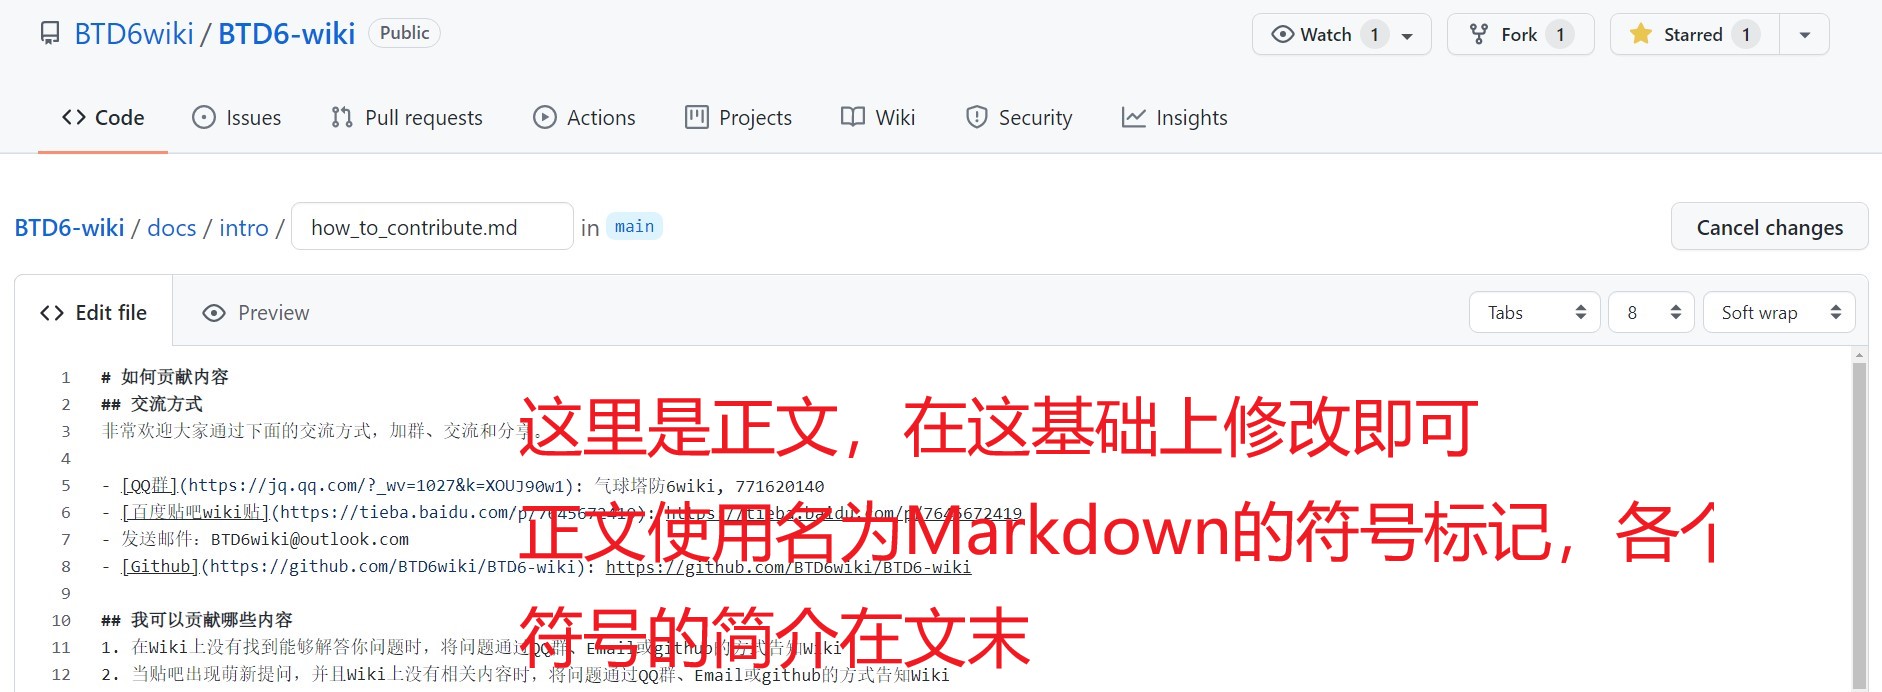 BTD6wiki / BTD6-wiki Public Watch 1 Fork 1 Starred 1
Code Issues Pull requests Actions Projects Wiki Security Insights
BTD6-wiki / docs / intro / how_to_contribute.md in main Cancel changes
Edit file Preview Tabs 8 Soft wrap
1 # 如何贡献内容
2 ## 交流方式
3 非常欢迎大家通过下面的交流方式，加群、交流和分享。
这里是正文，在这基础上修改即可
4
5 - [QQ群](https://jq.qq.com/?_wv=1027&k=XOUJ90w1): 气球塔防6wiki, 771620140
6 - [百度贴吧wiki贴](https://tieba.baidu.com/p/7645672419): https://tieba.baidu.com/p/7645672419
正文使用名为Markdown的符号标记，各个
7 - 发送邮件：BTD6wiki@outlook.com
8 - [Github](https://github.com/BTD6wiki/BTD6-wiki): https://github.com/BTD6wiki/BTD6-wiki
9
10 ## 我可以贡献哪些内容
符号的简介在文末
11 1. 在Wiki上没有找到能够解答你问题时，将问题通过QQ群、Email或github的方式告知Wiki
12 2. 当贴吧出现萌新提问，并且Wiki上没有相关内容时，将问题通过QQ群、Email或github的方式告知Wiki